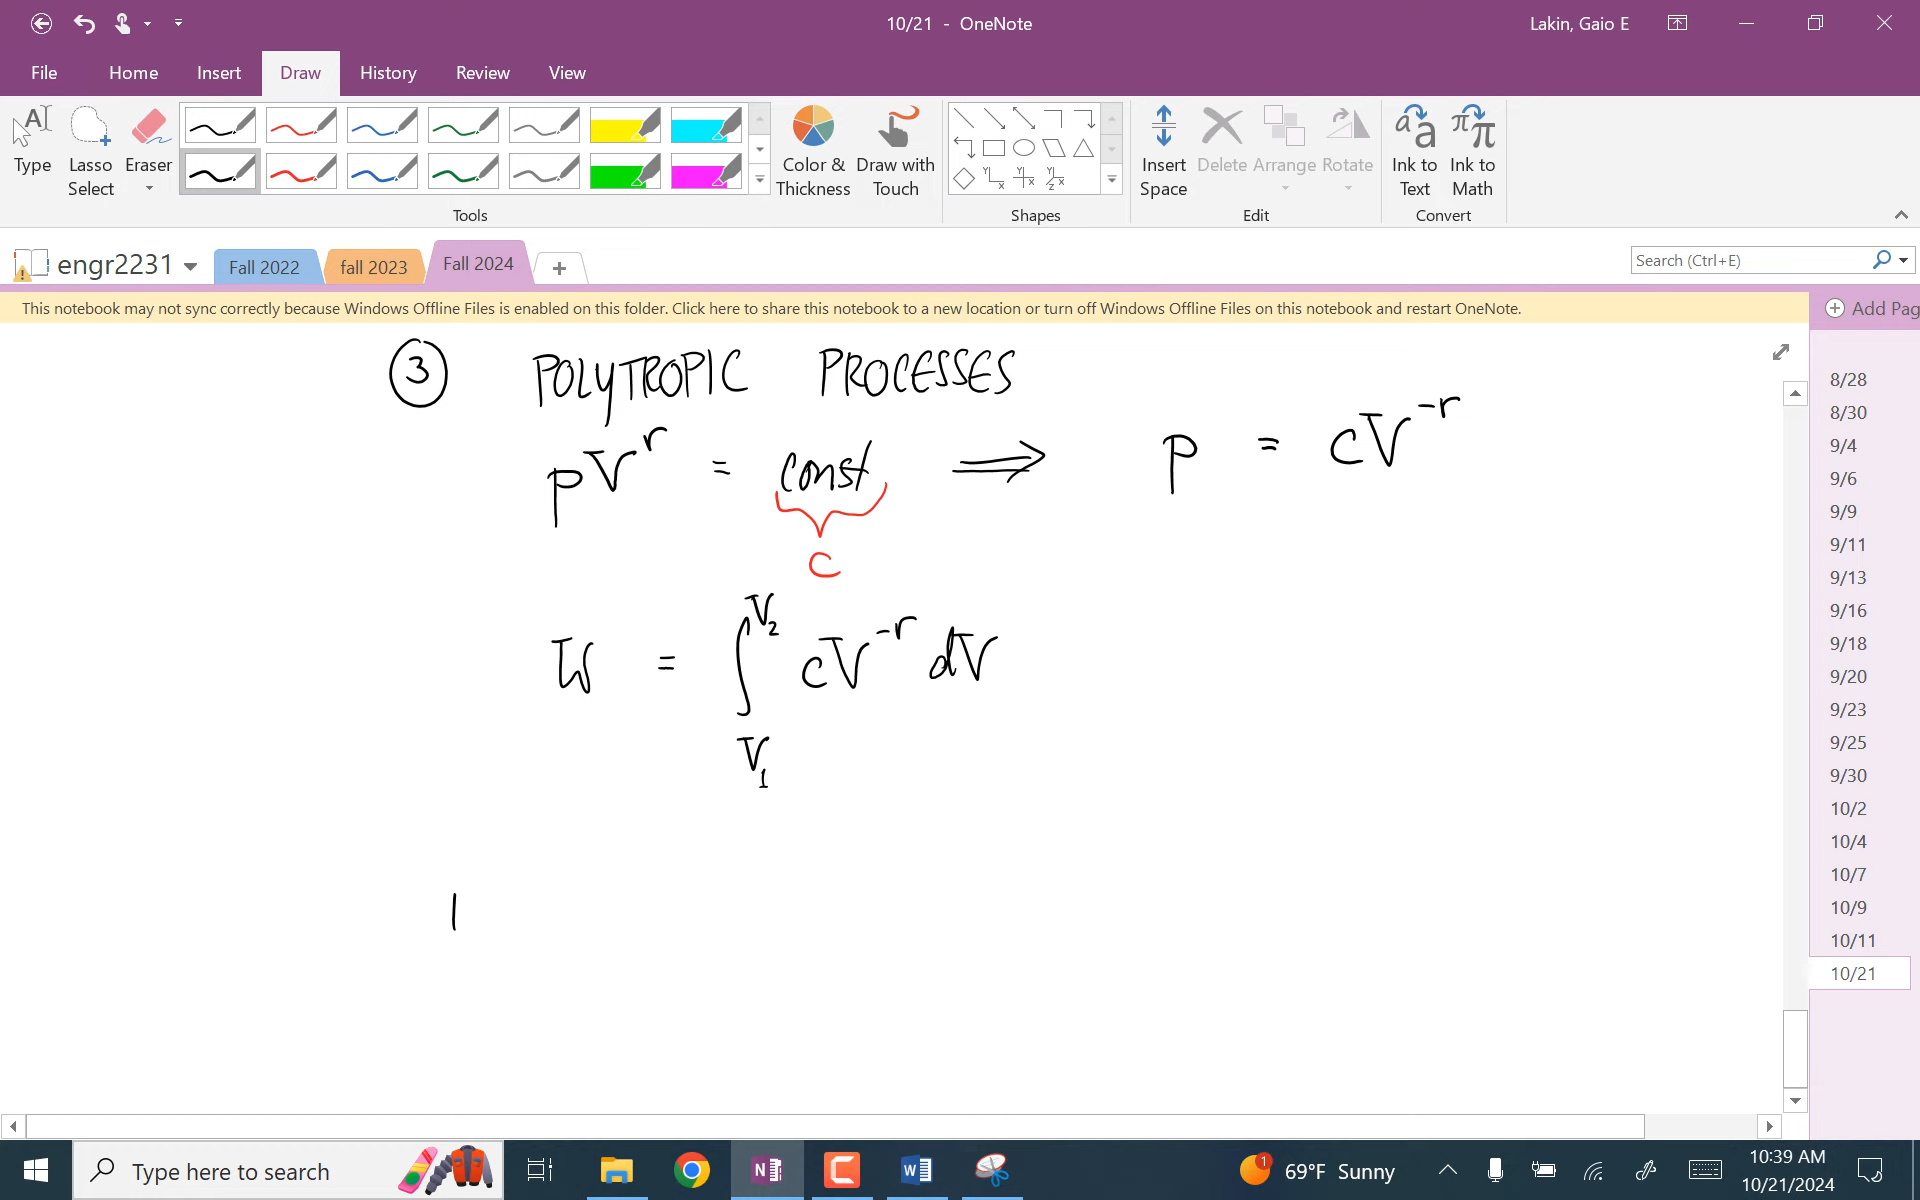 10/21 - OneNote
Lakin, Gaio E
File Home Insert Draw History Review View
Type
Lasso Select
Eraser
Color & Thickness
Draw with Touch
Insert Space
Delete
Arrange
Rotate
Ink to Text
Ink to Math
Tools
Shapes
Edit
Convert
engr2231
Fall 2022
fall 2023
Fall 2024
Search (Ctrl+E)
This notebook may not sync correctly because Windows Offline Files is enabled on this folder. Click here to share this notebook to a new location or turn off Windows Offline Files on this notebook and restart OneNote.
Add Pag
③ POLYTROPIC PROCESSES
pV^r = const ⟹ p = cV^-r
c
W = ∫_{V_1}^{V_2} cV^-r dV
8/28
8/30
9/4
9/6
9/9
9/11
9/13
9/16
9/18
9/20
9/23
9/25
9/30
10/2
10/4
10/7
10/9
10/11
10/21
Type here to search
1
69°F Sunny
10:39 AM
10/21/2024